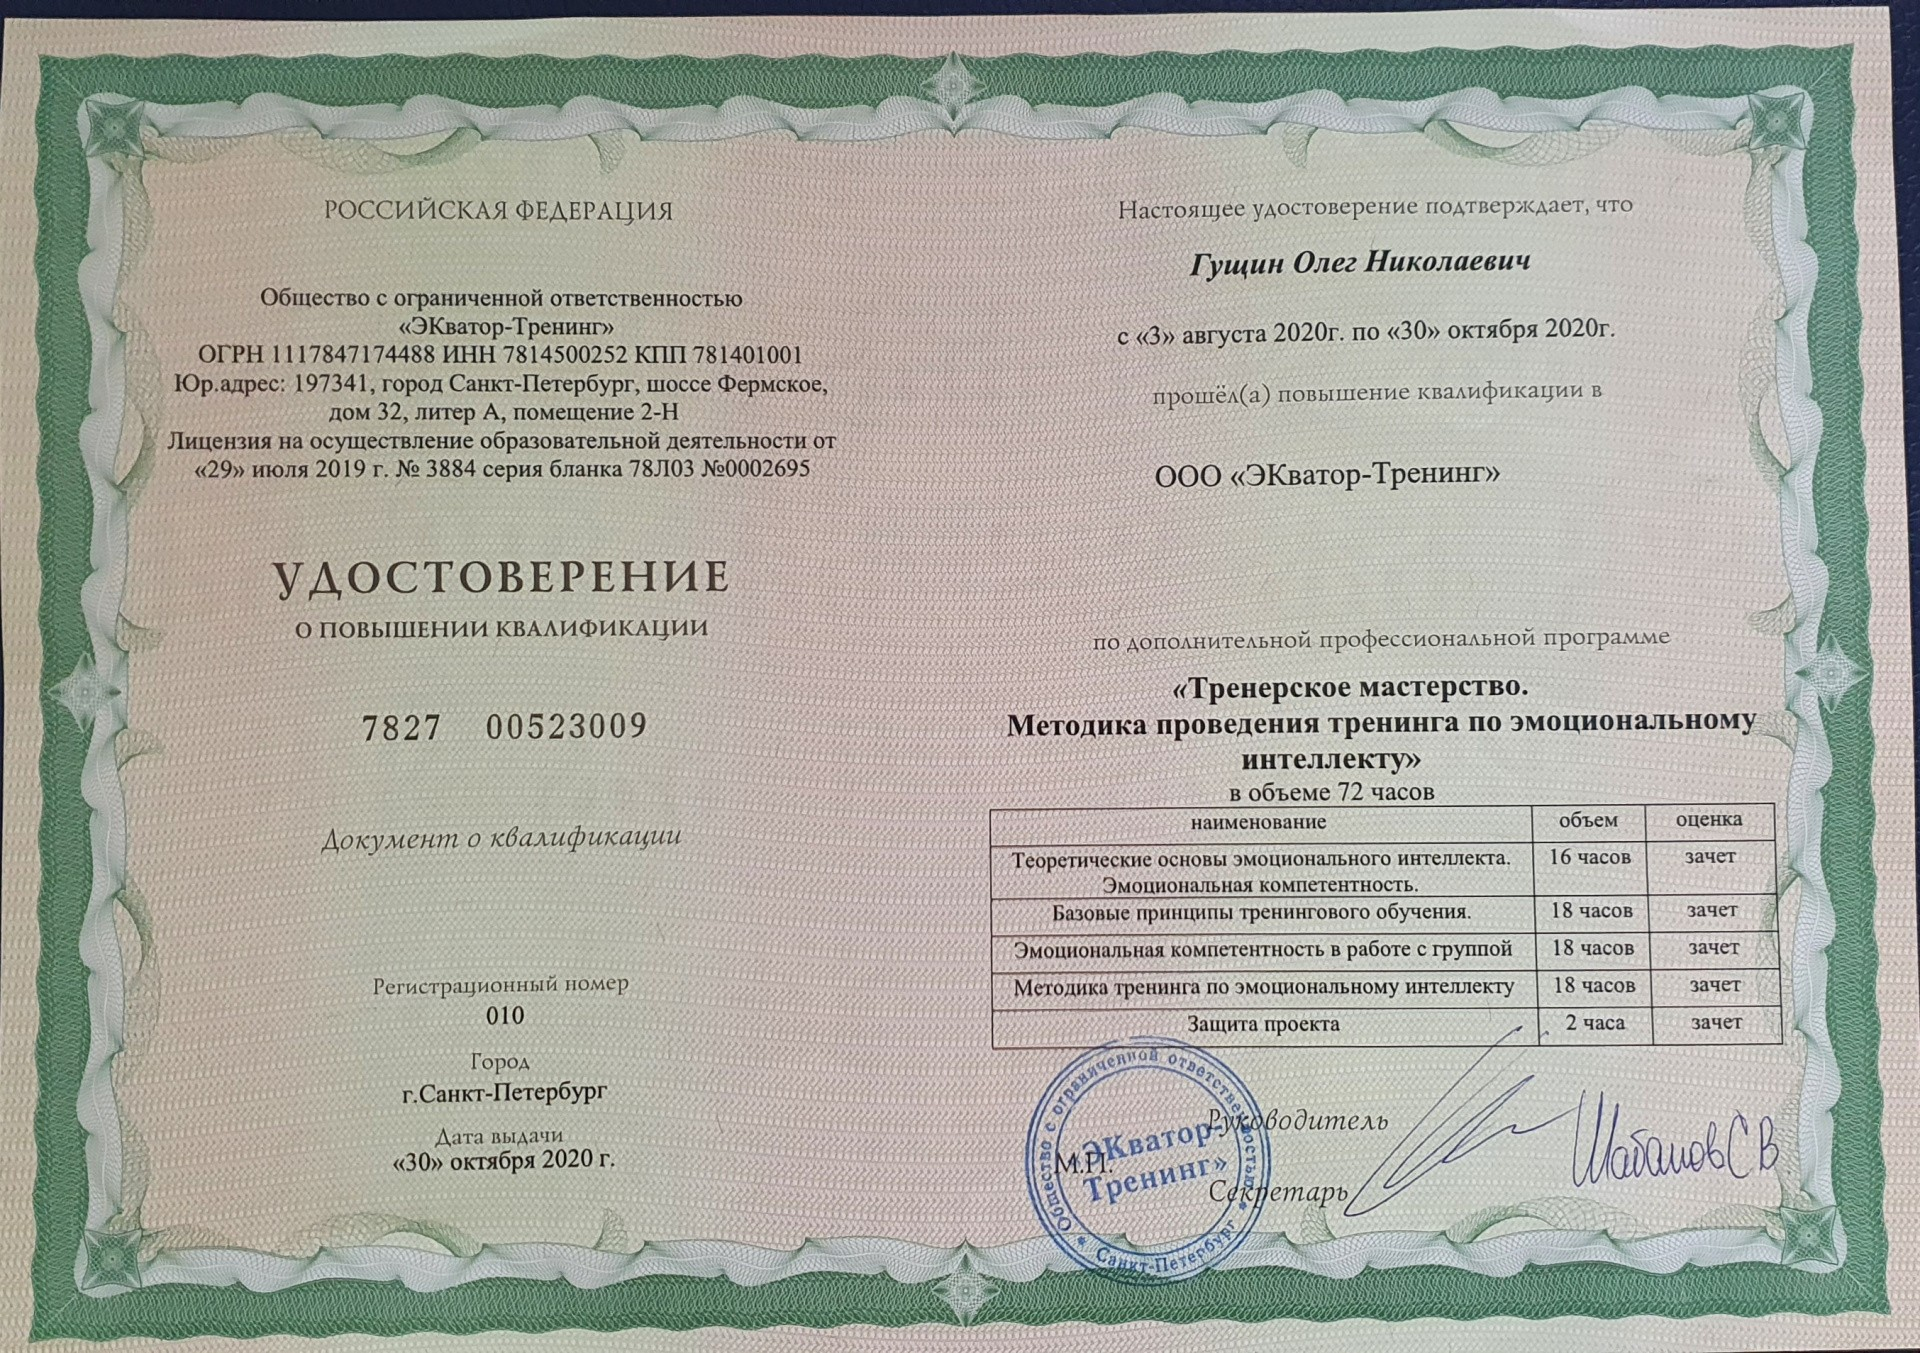 РОССИЙСКАЯ ФЕДЕРАЦИЯ
Общество с ограниченной ответственностью
«ЭКватор-Тренинг»
ОГРН 1117847174488 ИНН 7814500252 КПП 781401001
Юр.адрес: 197341, город Санкт-Петербург, шоссе Фермское,
дом 32, литер А, помещение 2-Н
Лицензия на осуществление образовательной деятельности от
«29» июля 2019 г. № 3884 серия бланка 78Л03 №0002695
УДОСТОВЕРЕНИЕ
О ПОВЫШЕНИИ КВАЛИФИКАЦИИ
7827 00523009
Документ о квалификации
Регистрационный номер
010
Город
г.Санкт-Петербург
Дата выдачи
«30» октября 2020 г.
Настоящее удостоверение подтверждает, что
Гущин Олег Николаевич
с «3» августа 2020г. по «30» октября 2020г.
прошёл(а) повышение квалификации в
ООО «ЭКватор-Тренинг»
по дополнительной профессиональной программе
«Тренерское мастерство.
Методика проведения тренинга по эмоциональному
интеллекту»
в объеме 72 часов
наименование объем оценка
Теоретические основы эмоционального интеллекта. 16 часов зачет
Эмоциональная компетентность.
Базовые принципы тренингового обучения. 18 часов зачет
Эмоциональная компетентность в работе с группой 18 часов зачет
Методика тренинга по эмоциональному интеллекту 18 часов зачет
Защита проекта 2 часа зачет
Руководитель
М.П.
Секретарь
Шабанов С В
Общество с ограниченной ответственностью
«ЭКватор-
Тренинг»
* Санкт-Петербург *